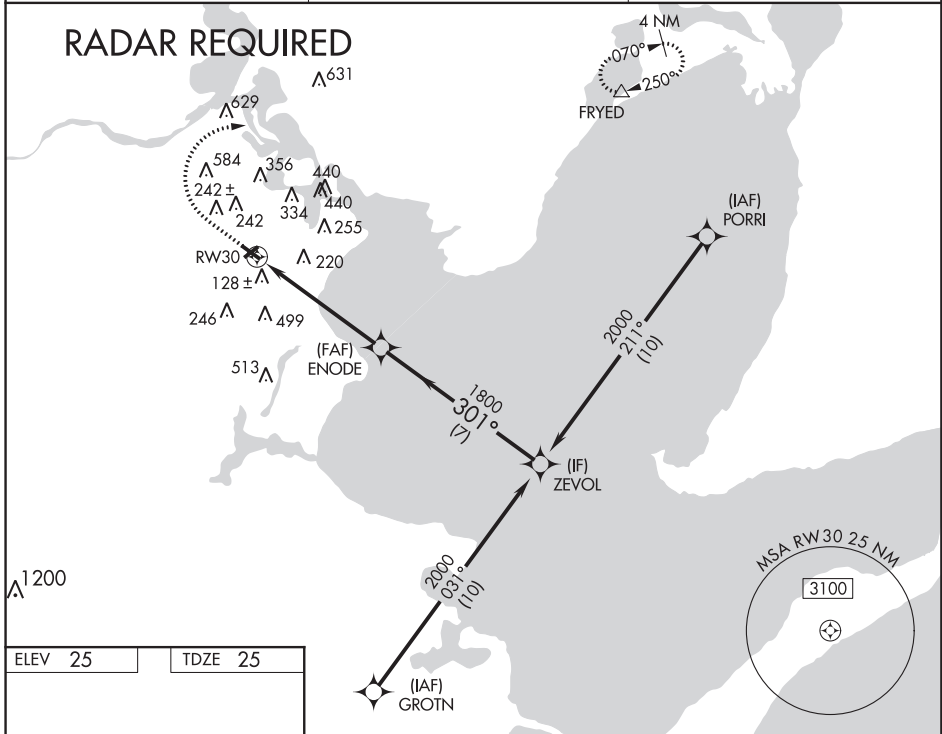 RADAR REQUIRED
4 NM
070°
250°
FRYED
631
629
584
356
440
242 ±
242
334
440
255
RW30
220
128 ±
246
499
513
(IAF)
PORRI
2000
211°
(10)
(FAF)
ENODE
1800
301°
(7)
(IF)
ZEVOL
2000
031°
(10)
(IAF)
GROTN
1200
MSA RW30 25 NM
3100
ELEV 25
TDZE 25